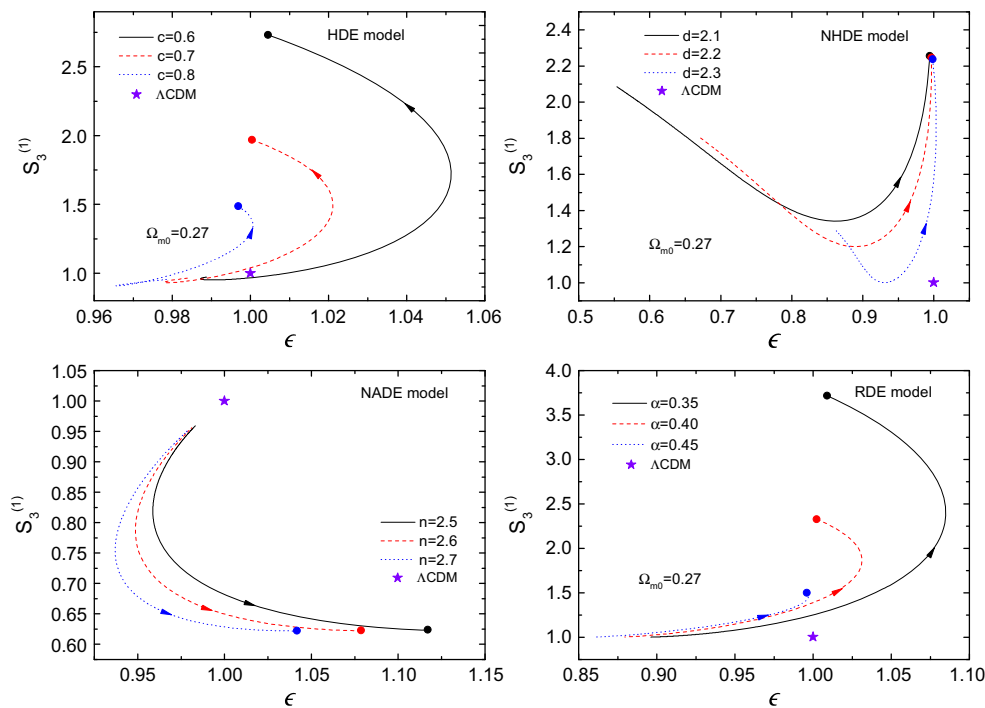 HDE model
c=0.6
c=0.7
c=0.8
ΛCDM
Ω_m0=0.27
S_3^(1)
2.5
2.0
1.5
1.0
0.96 0.98 1.00 1.02 1.04 1.06
ϵ
NHDE model
d=2.1
d=2.2
d=2.3
ΛCDM
Ω_m0=0.27
S_3^(1)
2.4
2.2
2.0
1.8
1.6
1.4
1.2
1.0
0.5 0.6 0.7 0.8 0.9 1.0
ϵ
NADE model
n=2.5
n=2.6
n=2.7
ΛCDM
S_3^(1)
1.05
1.00
0.95
0.90
0.85
0.80
0.75
0.70
0.65
0.60
0.95 1.00 1.05 1.10 1.15
ϵ
RDE model
α=0.35
α=0.40
α=0.45
ΛCDM
Ω_m0=0.27
S_3^(1)
4.0
3.5
3.0
2.5
2.0
1.5
1.0
0.85 0.90 0.95 1.00 1.05 1.10
ϵ